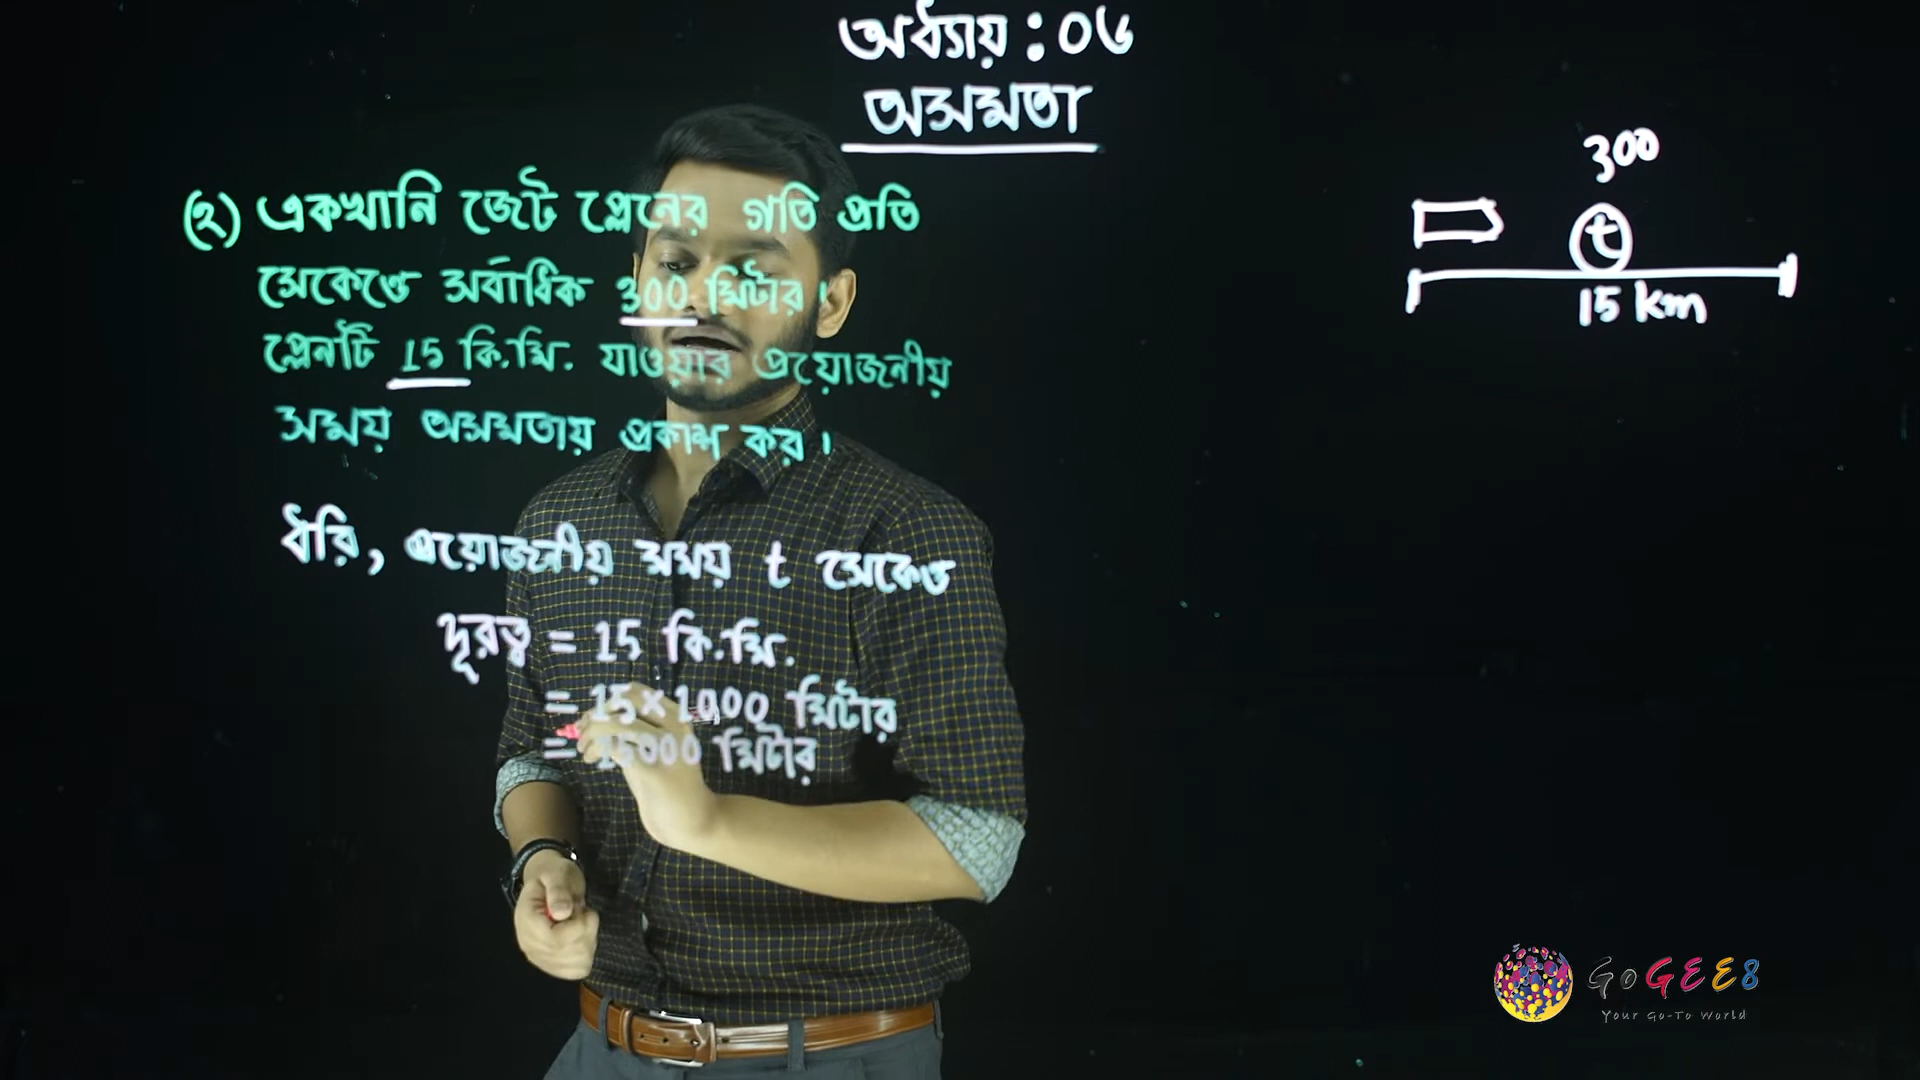 অধ্যায় : ০৬
অসমতা
(২) একখানি জেট প্লেনের গতি প্রতি
সেকেন্ডে সর্বাধিক 300 মিটার।
প্লেনটি 15 কি.মি. যাওয়ার প্রয়োজনীয়
সময় অসমতায় প্রকাশ কর।
ধরি, প্রয়োজনীয় সময় t সেকেন্ড
দূরত্ব = 15 কি.মি.
= 15 × 1000 মিটার
= 15000 মিটার
300
t
15 km
GoGEE8
Your Go-To World